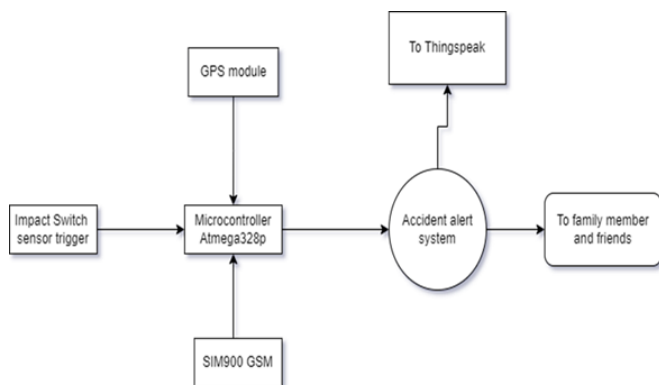 To Thingspeak
GPS module
Impact Switch
sensor trigger
Microcontroller
Atmega328p
Accident alert
system
To family member
and friends
SIM900 GSM